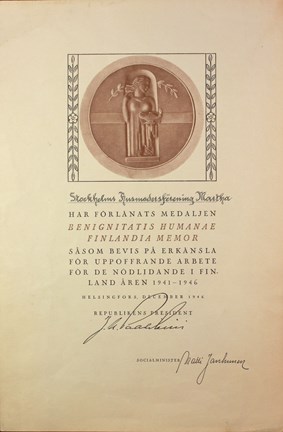 Stockholms Husmodersförening Martha
HAR FÖRLÄNATS MEDALJEN
BENIGNITATIS HUMANAE
FINLANDIA MEMOR
SÅSOM BEVIS PÅ ERKÄNSLA
FÖR UPPOFFRANDE ARBETE
FÖR DE NÖDLIDANDE I FIN-
LAND ÅREN 1941-1946
HELSINGFORS, DECEMBER 1946
REPUBLIKENS PRESIDENT
J. K. Paasikivi
SOCIALMINISTER Matti Janhunen